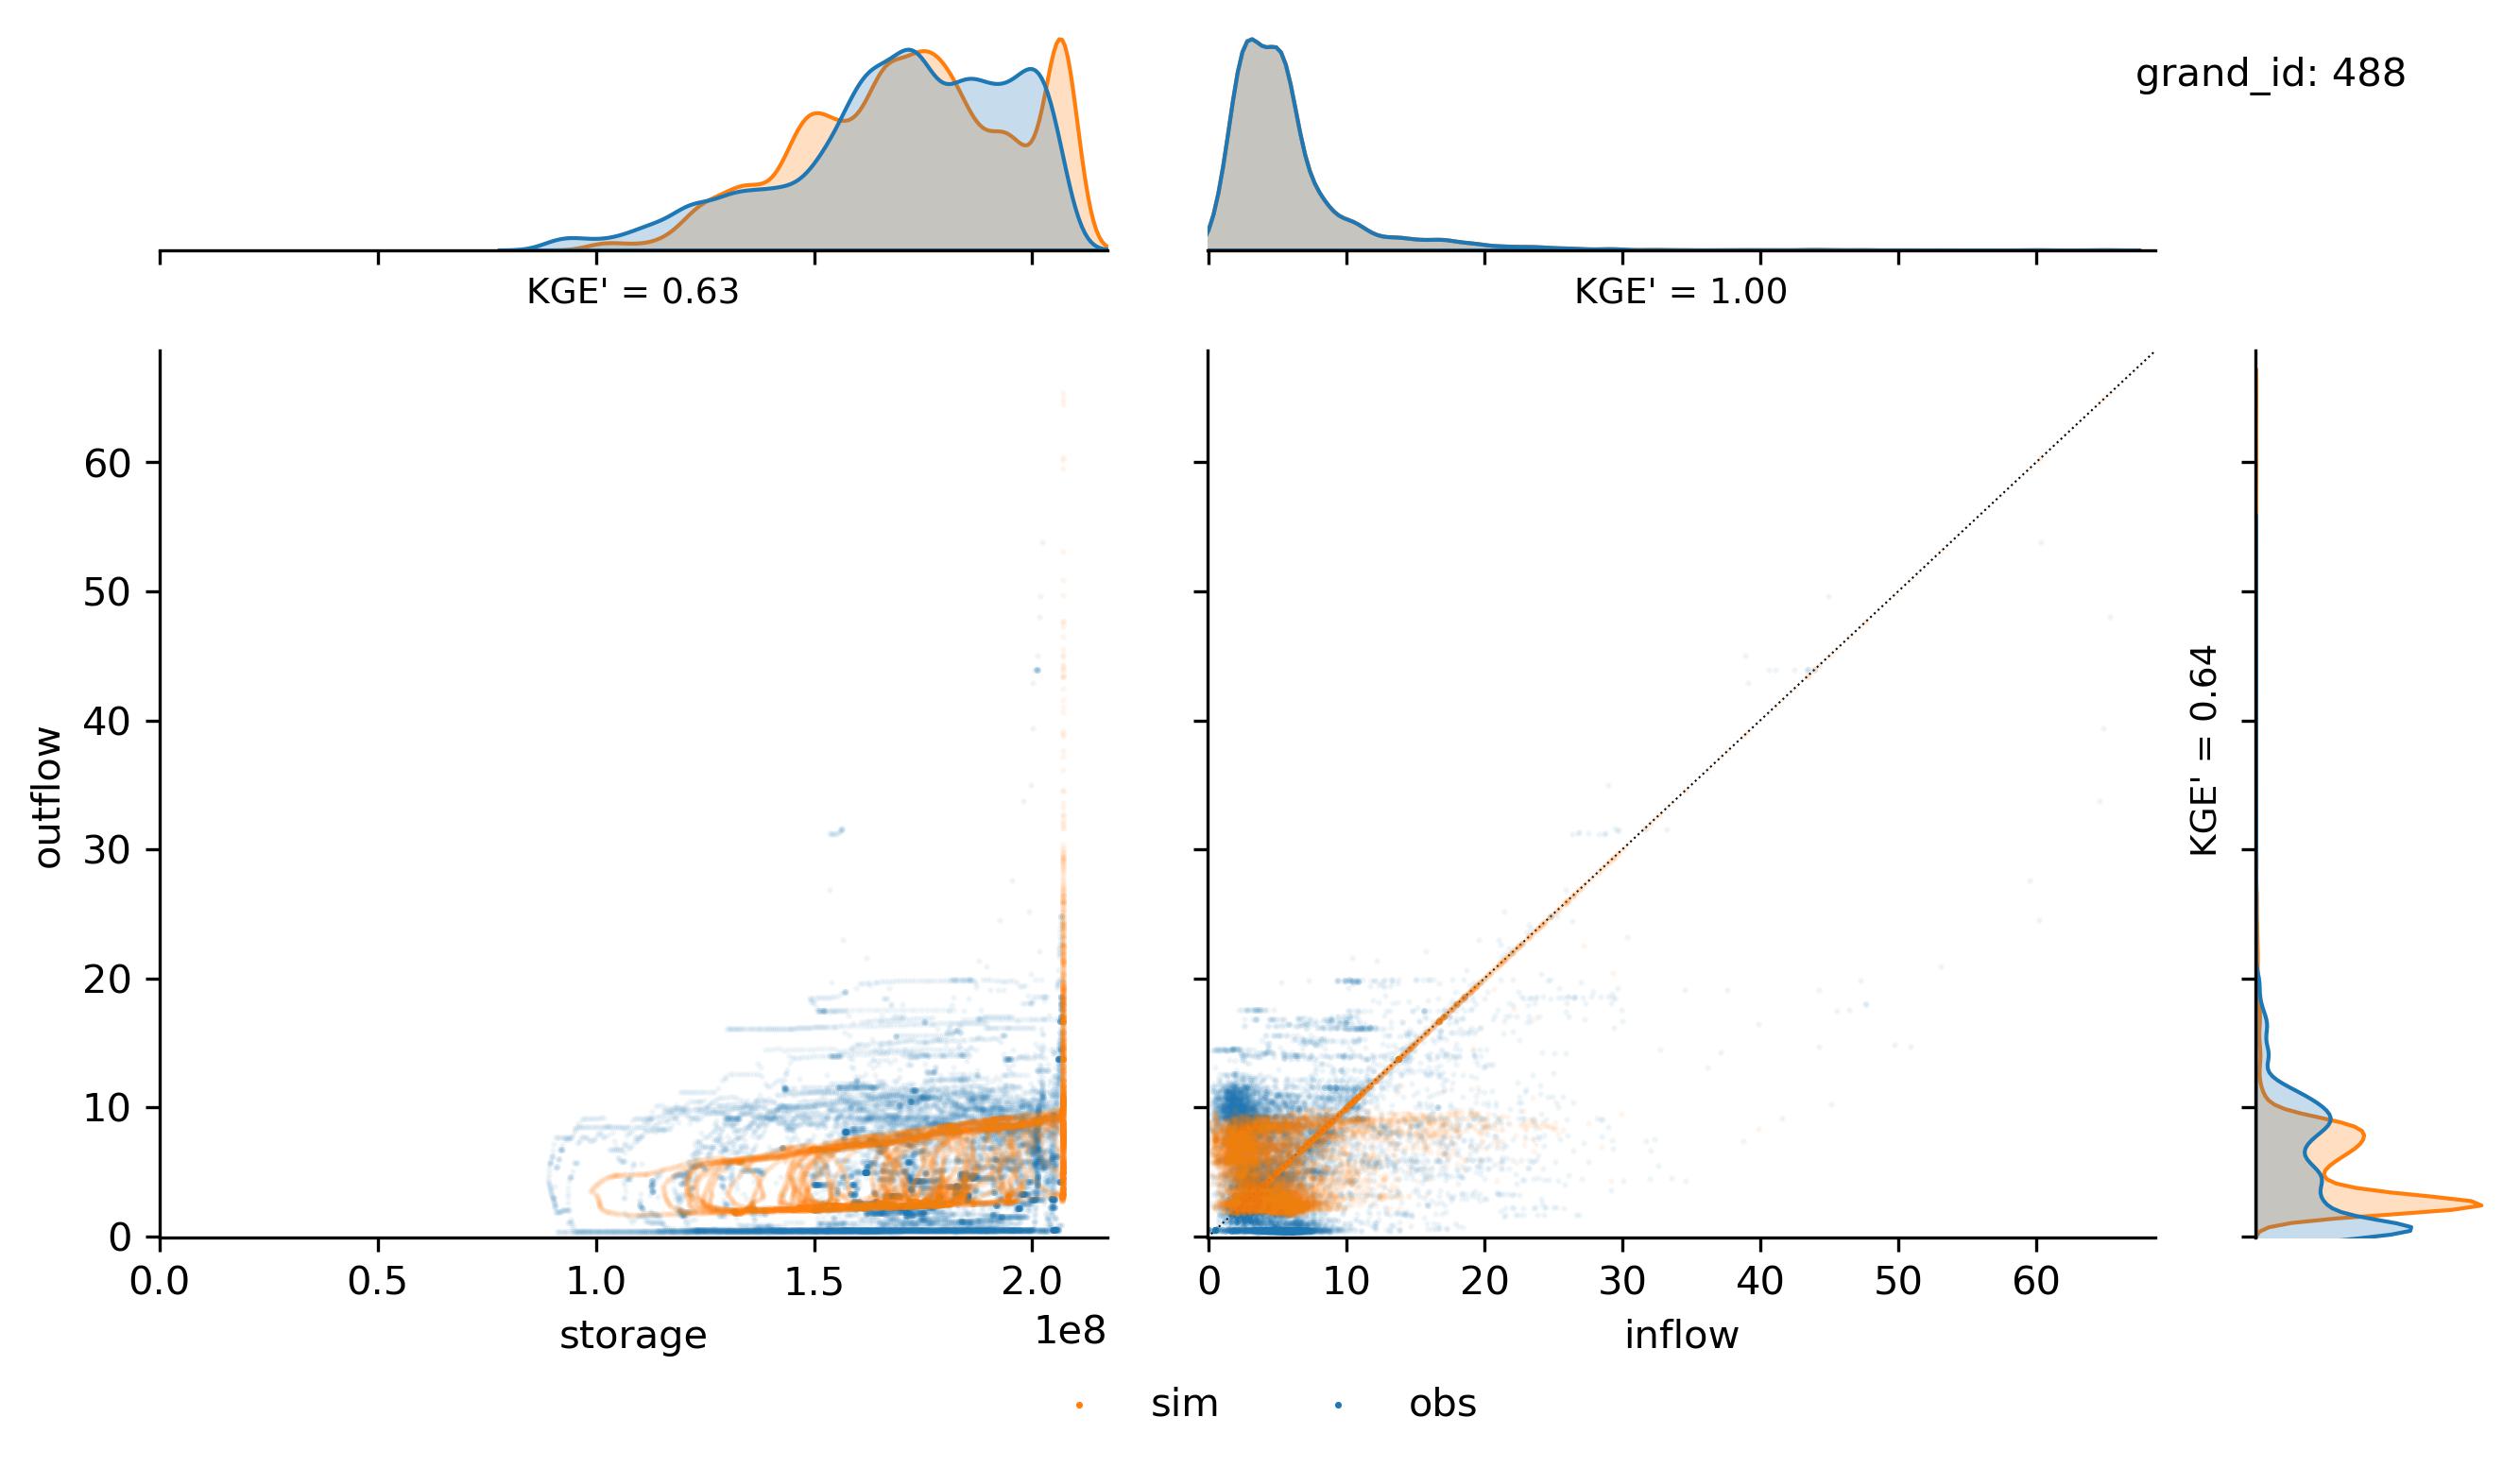 grand_id: 488
KGE' = 0.63
KGE' = 1.00
outflow
60
50
40
30
20
10
0
KGE' = 0.64
0.0 0.5 1.0 1.5 2.0
1e8
storage
0 10 20 30 40 50 60
inflow
sim obs